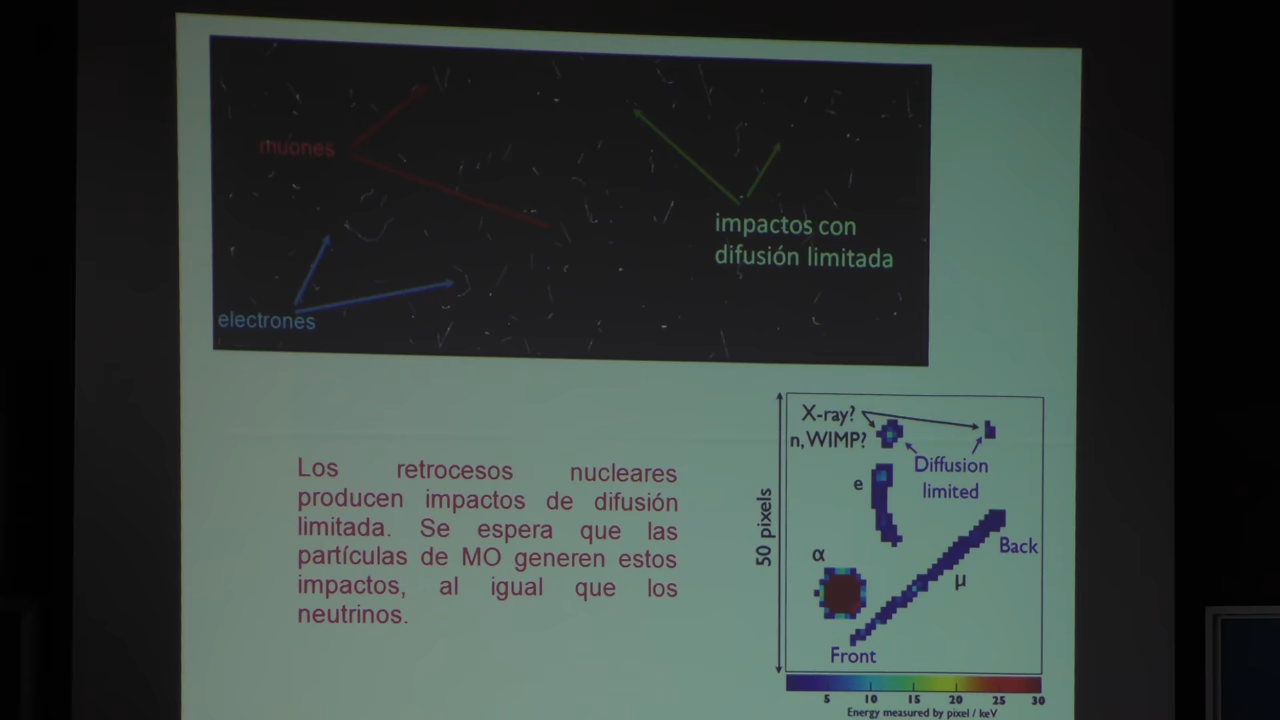 muones
impactos con
difusión limitada
electrones
Los retrocesos nucleares
producen impactos de difusión
limitada. Se espera que las
partículas de MO generen estos
impactos, al igual que los
neutrinos.
X-ray?
n, WIMP?
Diffusion
limited
e
50 pixels
Back
α
μ
Front
5 10 15 20 25 30
Energy measured by pixel / keV